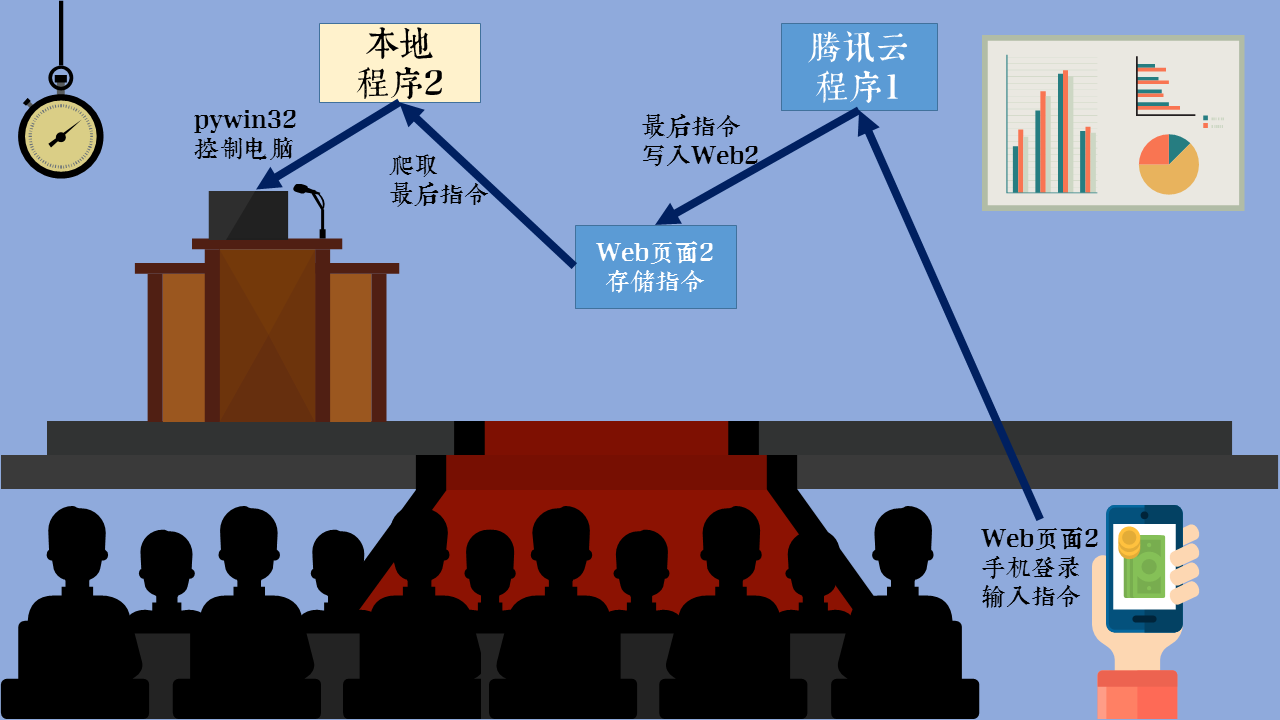 本地
程序2
腾讯云
程序1
pywin32
控制电脑
爬取
最后指令
最后指令
写入Web2
Web页面2
存储指令
Web页面2
手机登录
输入指令